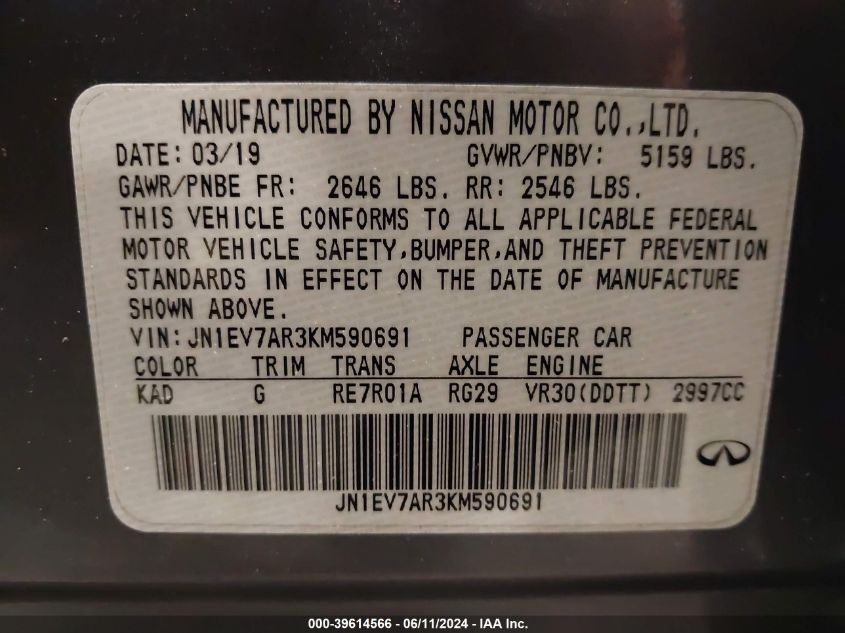 MANUFACTURED BY NISSAN MOTOR CO.,LTD.
DATE: 03/19 GVWR/PNBV: 5159 LBS.
GAWR/PNBE FR: 2646 LBS. RR: 2546 LBS.
THIS VEHICLE CONFORMS TO ALL APPLICABLE FEDERAL
MOTOR VEHICLE SAFETY,BUMPER,AND THEFT PREVENTION
STANDARDS IN EFFECT ON THE DATE OF MANUFACTURE
SHOWN ABOVE.
VIN:JN1EV7AR3KM590691 PASSENGER CAR
COLOR TRIM TRANS AXLE ENGINE
KAD G RE7R01A RG29 VR30(DDTT) 2997CC
JN1EV7AR3KM590691
000-39614566 - 06/11/2024 - IAA Inc.